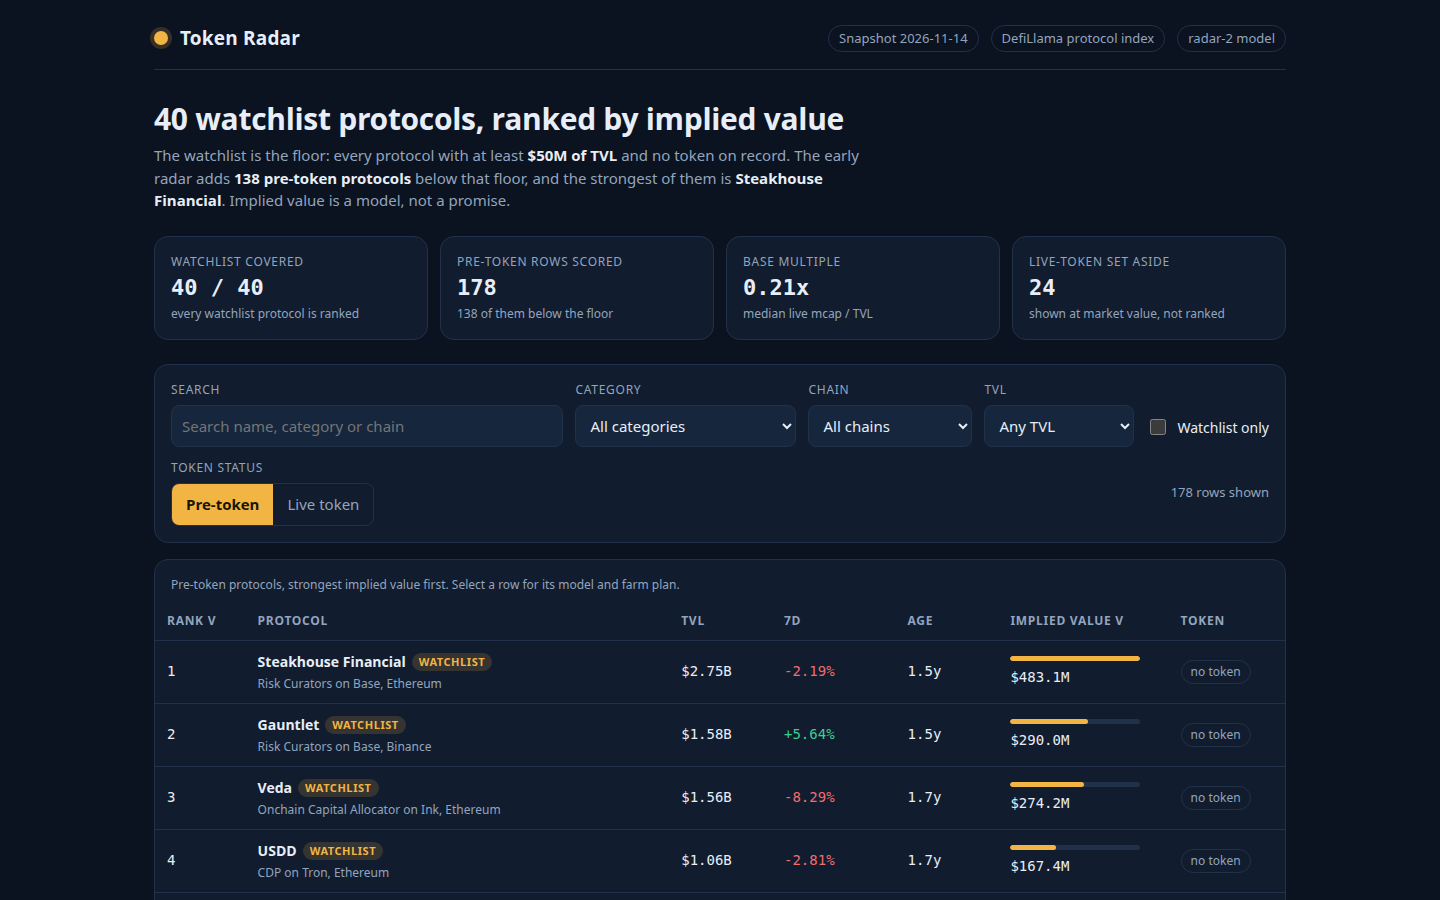 Token Radar
Snapshot 2026-11-14
DefiLlama protocol index
radar-2 model
40 watchlist protocols, ranked by implied value
The watchlist is the floor: every protocol with at least $50M of TVL and no token on record. The early
radar adds 138 pre-token protocols below that floor, and the strongest of them is Steakhouse
Financial. Implied value is a model, not a promise.
WATCHLIST COVERED
40 / 40
every watchlist protocol is ranked
PRE-TOKEN ROWS SCORED
178
138 of them below the floor
BASE MULTIPLE
0.21x
median live mcap / TVL
LIVE-TOKEN SET ASIDE
24
shown at market value, not ranked
SEARCH
Search name, category or chain
CATEGORY
All categories
CHAIN
All chains
TVL
Any TVL
Watchlist only
TOKEN STATUS
Pre-token
Live token
178 rows shown
Pre-token protocols, strongest implied value first. Select a row for its model and farm plan.
RANK V PROTOCOL TVL 7D AGE IMPLIED VALUE V TOKEN
1 Steakhouse Financial WATCHLIST $2.75B -2.19% 1.5y $483.1M no token
Risk Curators on Base, Ethereum
2 Gauntlet WATCHLIST $1.58B +5.64% 1.5y $290.0M no token
Risk Curators on Base, Binance
3 Veda WATCHLIST $1.56B -8.29% 1.7y $274.2M no token
Onchain Capital Allocator on Ink, Ethereum
4 USDD WATCHLIST $1.06B -2.81% 1.7y $167.4M no token
CDP on Tron, Ethereum